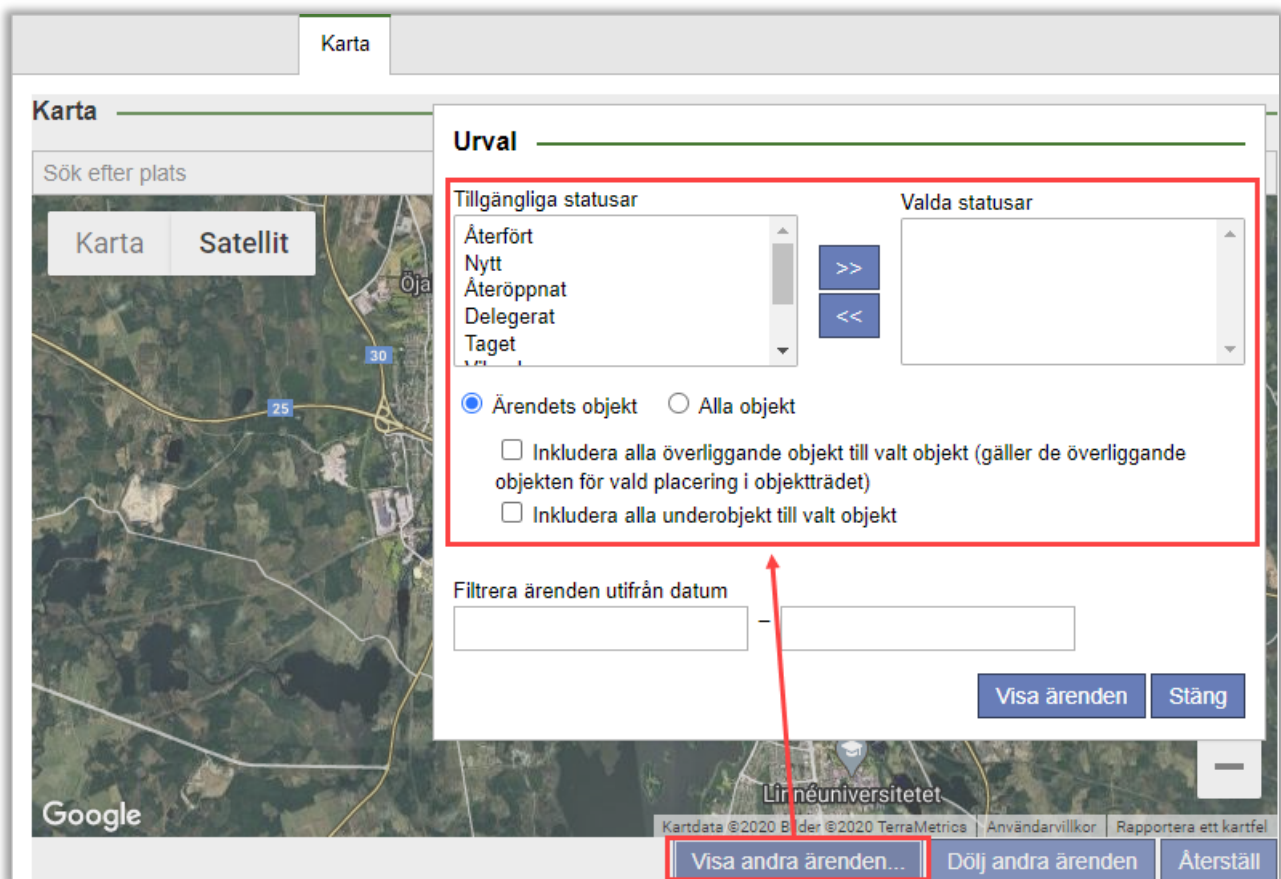 Karta
Karta
Sök efter plats
Karta Satellit
Öja
30
25
Urval
Tillgängliga statusar
Valda statusar
Återfört
Nytt
Återöppnat
Delegerat
Taget
>>
<<
Ärendets objekt Alla objekt
Inkludera alla överliggande objekt till valt objekt (gäller de överliggande
objekten för vald placering i objektträdet)
Inkludera alla underobjekt till valt objekt
Filtrera ärenden utifrån datum
–
Visa ärenden Stäng
Linnéuniversitetet
Google
Kartdata ©2020 Bilder ©2020 TerraMetrics Användarvillkor Rapportera ett kartfel
Visa andra ärenden... Dölj andra ärenden Återställ